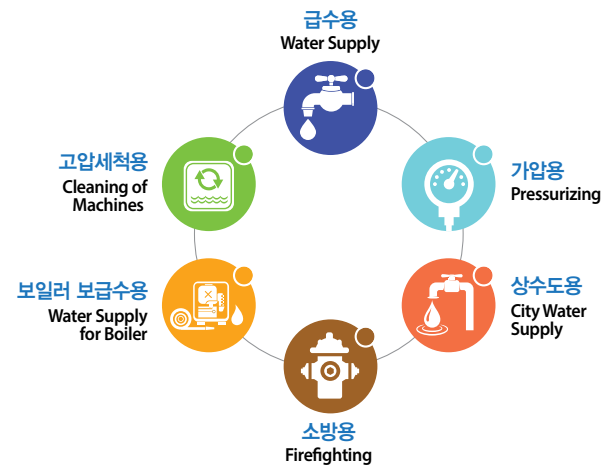 급수용
Water Supply
가압용
Pressurizing
상수도용
City Water
Supply
소방용
Firefighting
보일러 보급수용
Water Supply
for Boiler
고압세척용
Cleaning of
Machines